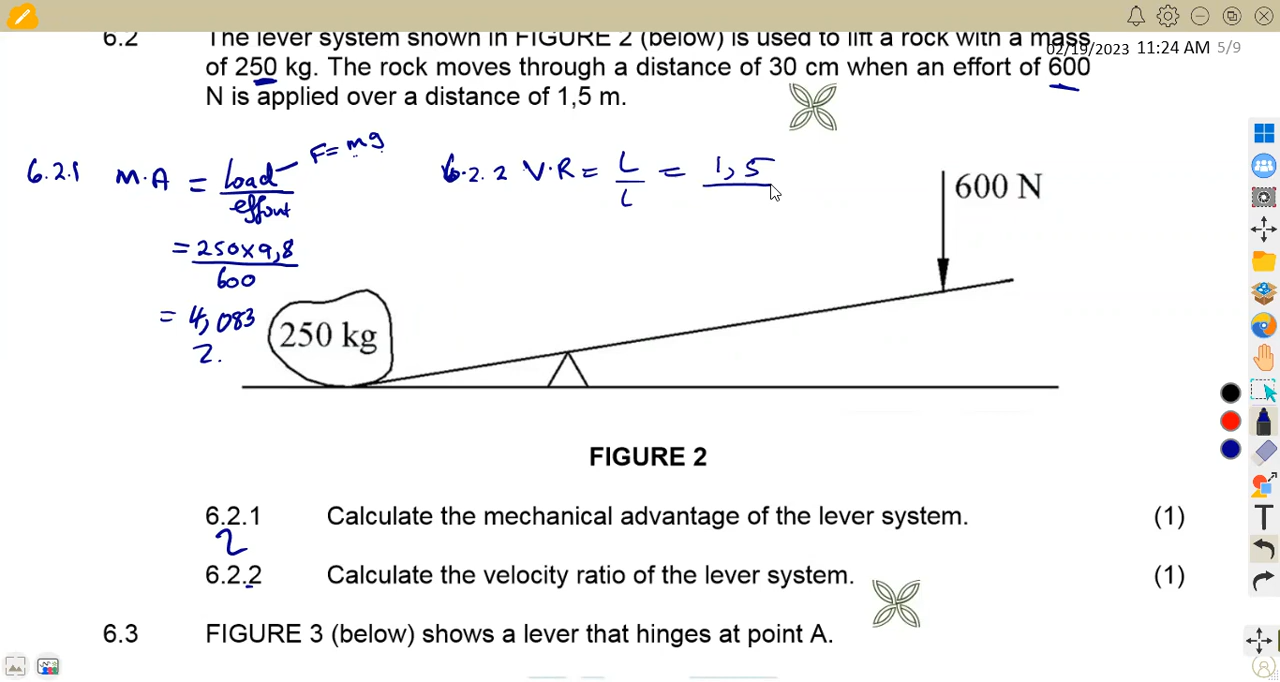 02/19/2023 11:24 AM 5/9
6.2 The lever system shown in FIGURE 2 (below) is used to lift a rock with a mass
of 250 kg. The rock moves through a distance of 30 cm when an effort of 600
N is applied over a distance of 1,5 m.
6.2.1 M.A = load/effort F=mg
= 250×9,8/600
= 4,083
2.
6.2.2 V.R = L/L = 1,5
600 N
250 kg
FIGURE 2
6.2.1 Calculate the mechanical advantage of the lever system. (1)
2
6.2.2 Calculate the velocity ratio of the lever system. (1)
6.3 FIGURE 3 (below) shows a lever that hinges at point A.
T